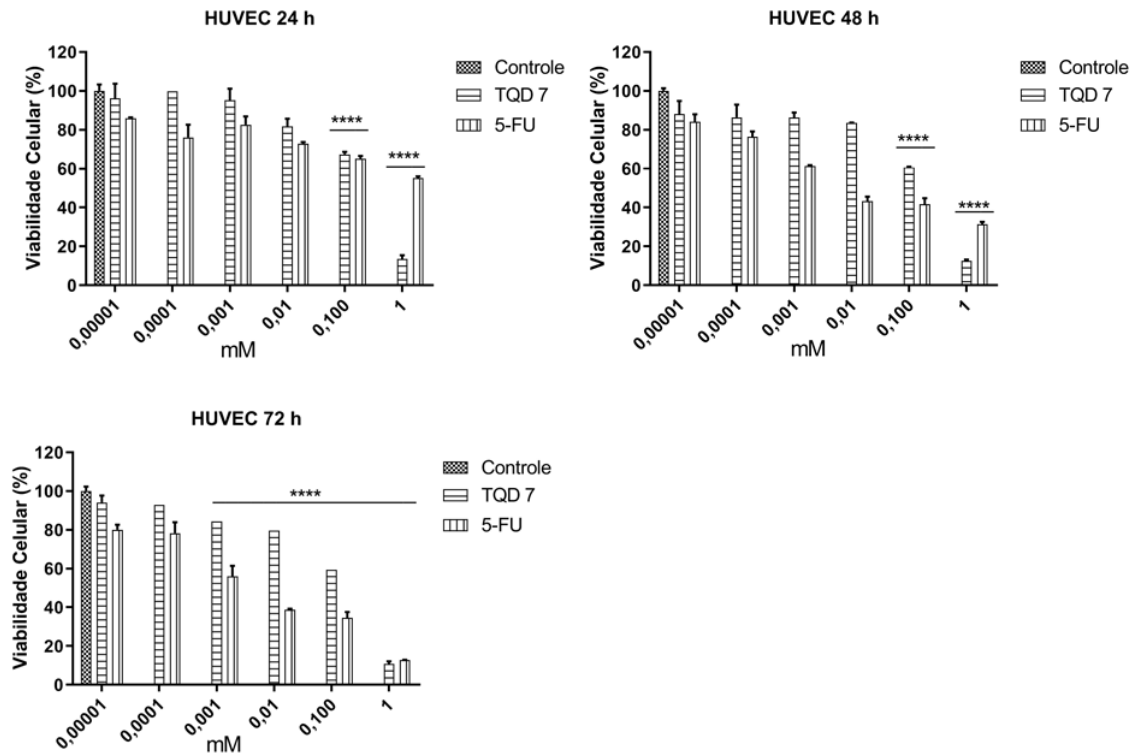 HUVEC 24 h
Viabilidade Celular (%)
120
100
80
60
40
20
0
****
****
0,00001
0,0001
0,001
0,01
0,100
1
mM
Controle
TQD 7
5-FU
HUVEC 48 h
Viabilidade Celular (%)
120
100
80
60
40
20
0
****
****
0,00001
0,0001
0,001
0,01
0,100
1
mM
Controle
TQD 7
5-FU
HUVEC 72 h
Viabilidade Celular (%)
120
100
80
60
40
20
0
****
0,00001
0,0001
0,001
0,01
0,100
1
mM
Controle
TQD 7
5-FU